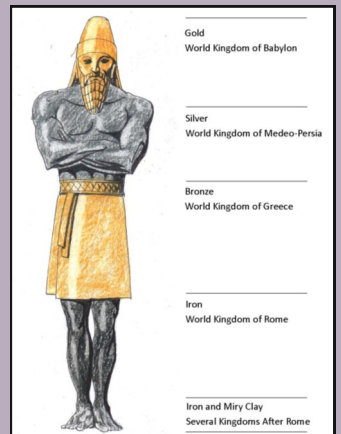 Gold
World Kingdom of Babylon
Silver
World Kingdom of Medeo-Persia
Bronze
World Kingdom of Greece
Iron
World Kingdom of Rome
Iron and Miry Clay
Several Kingdoms After Rome